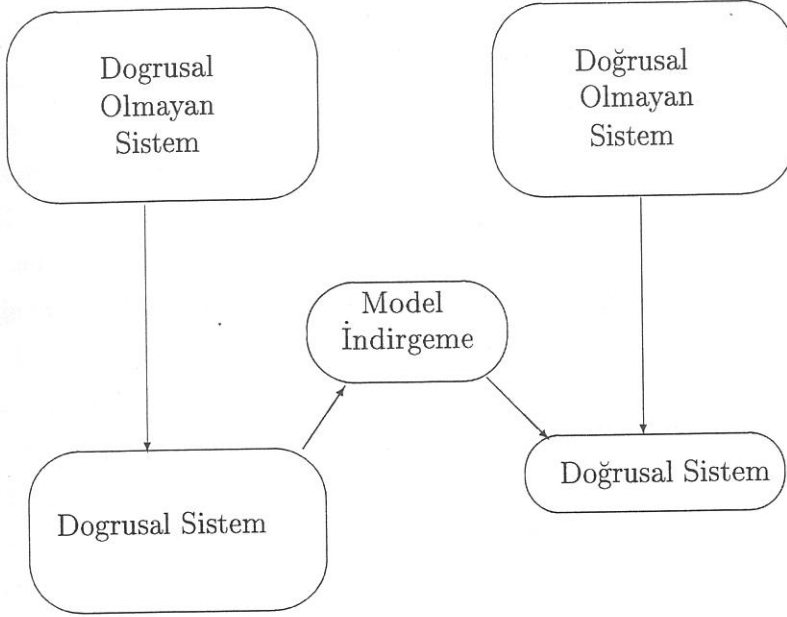 Dogrusal
Olmayan
Sistem
Doğrusal
Olmayan
Sistem
Model
İndirgeme
Dogrusal Sistem
Doğrusal Sistem